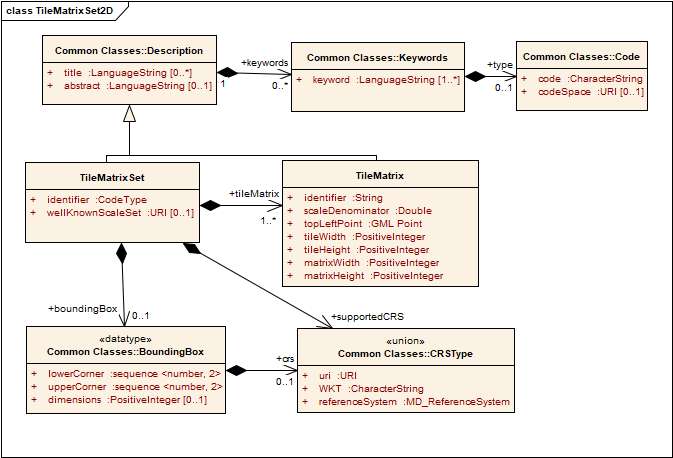 class TileMatrixSet2D
Common Classes::Description
+ title :LanguageString [0..*]
+ abstract :LanguageString [0..1]
+keywords
1
0..*
Common Classes::Keywords
+ keyword :LanguageString [1..*]
+type
0..1
Common Classes::Code
+ code :CharacterString
+ codeSpace :URI [0..1]
TileMatrixSet
+ identifier :CodeType
+ wellKnownScaleSet :URI [0..1]
+tileMatrix
1..*
TileMatrix
+ identifier :String
+ scaleDenominator :Double
+ topLeftPoint :GML Point
+ tileWidth :PositiveInteger
+ tileHeight :PositiveInteger
+ matrixWidth :PositiveInteger
+ matrixHeight :PositiveInteger
+boundingBox
0..1
+supportedCRS
«datatype»
Common Classes::BoundingBox
+ lowerCorner :sequence <number, 2>
+ upperCorner :sequence <number, 2>
+ dimensions :PositiveInteger [0..1]
+crs
0..1
«union»
Common Classes::CRSType
+ uri :URI
+ WKT :CharacterString
+ referenceSystem :MD_ReferenceSystem